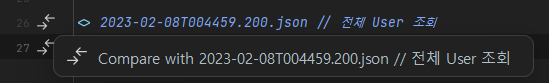 26 <> 2023-02-08T004459.200.json // 전체 User 조회
27
Compare with 2023-02-08T004459.200.json // 전체 User 조회